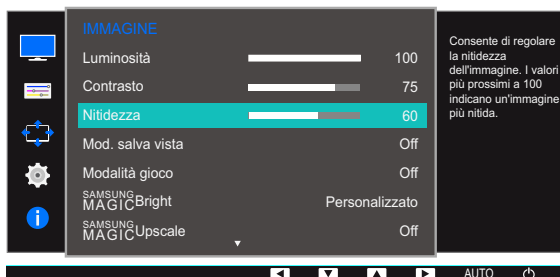 IMMAGINE
Luminosità 100
Contrasto 75
Nitidezza 60
Mod. salva vista Off
Modalità gioco Off
SAMSUNG MAGIC Bright Personalizzato
SAMSUNG MAGIC Upscale Off
Consente di regolare
la nitidezza
dell'immagine. I valori
più prossimi a 100
indicano un'immagine
più nitida.
AUTO